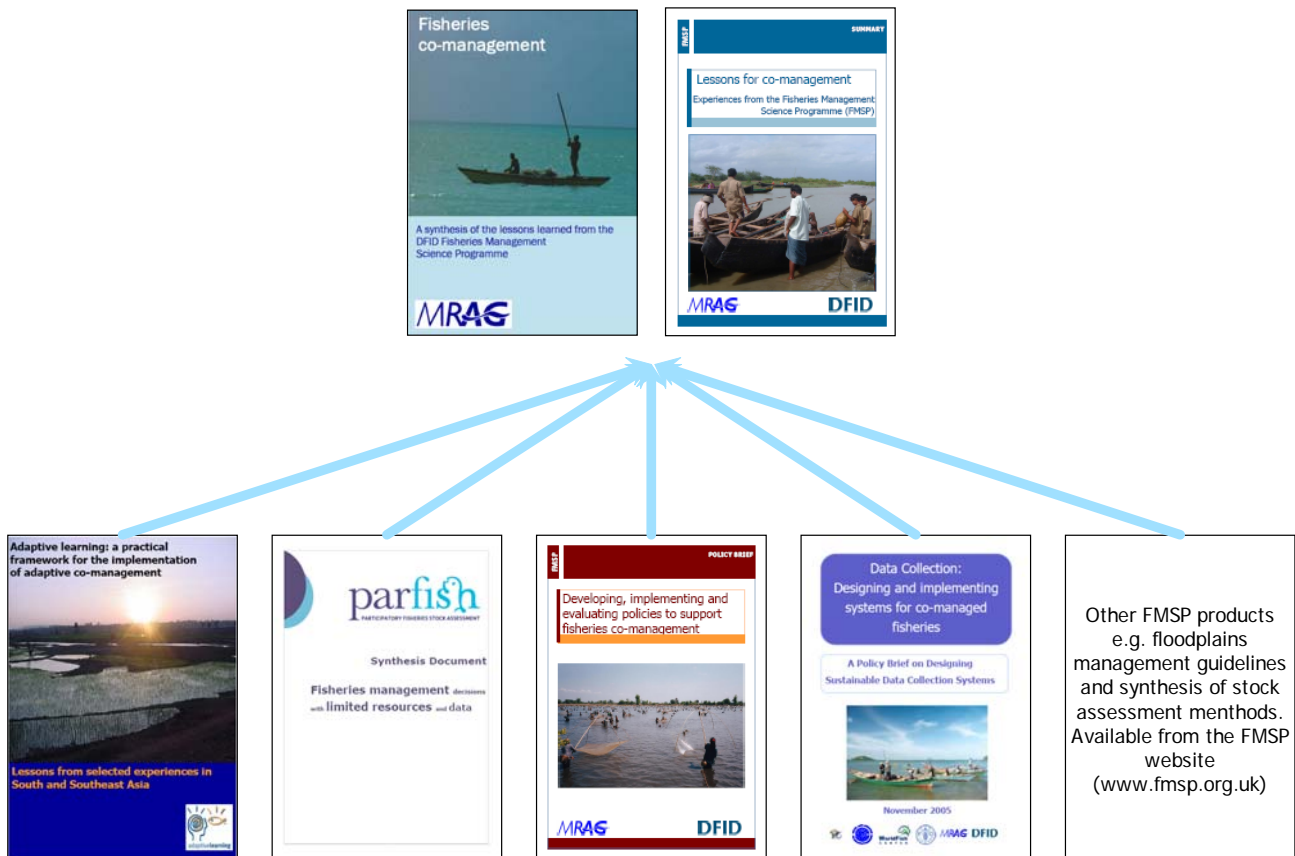 Fisheries
co-management
A synthesis of the lessons learned from the
DFID Fisheries Management
Science Programme
MRAG
FMSP
SUMMARY
Lessons for co-management
Experiences from the Fisheries Management
Science Programme (FMSP)
MRAG
DFID
Adaptive learning: a practical
framework for the implementation
of adaptive co-management
Lessons from selected experiences in
South and Southeast Asia
adaptivelearning
parfish
PARTICIPATORY FISHERIES STOCK ASSESSMENT
Synthesis Document
Fisheries management decisions
with limited resources and data
FMSP
POLICY BRIEF
Developing, implementing and
evaluating policies to support
fisheries co-management
MRAG
DFID
Data Collection:
Designing and implementing
systems for co-managed
fisheries
A Policy Brief on Designing
Sustainable Data Collection Systems
November 2005
WorldFish
CENTER
MRAG DFID
Other FMSP products
e.g. floodplains
management guidelines
and synthesis of stock
assessment menthods.
Available from the FMSP
website
(www.fmsp.org.uk)